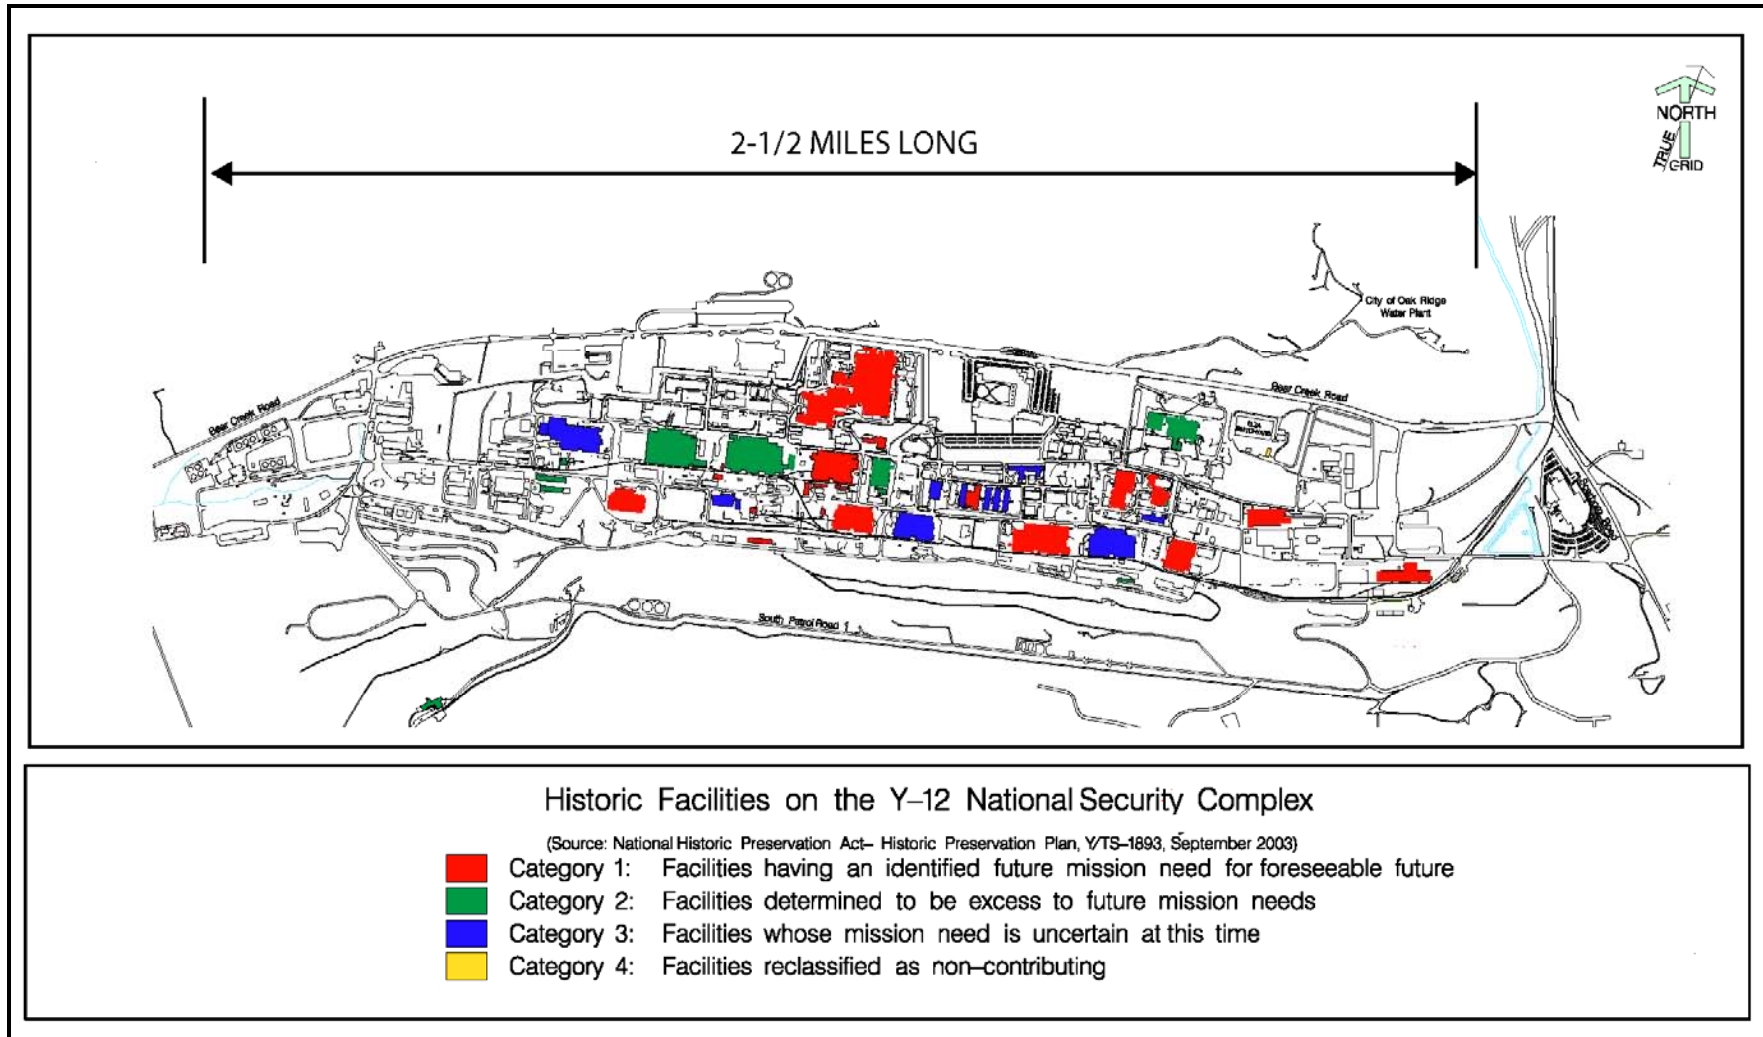 2-1/2 MILES LONG
NORTH
TRUE
GRID
City of Oak Ridge
Water Plant
Bear Creek Road
Bear Creek Road
South Patrol Road 1
Historic Facilities on the Y–12 National Security Complex
(Source: National Historic Preservation Act– Historic Preservation Plan, Y/TS–1893, September 2003)
Category 1: Facilities having an identified future mission need for foreseeable future
Category 2: Facilities determined to be excess to future mission needs
Category 3: Facilities whose mission need is uncertain at this time
Category 4: Facilities reclassified as non–contributing